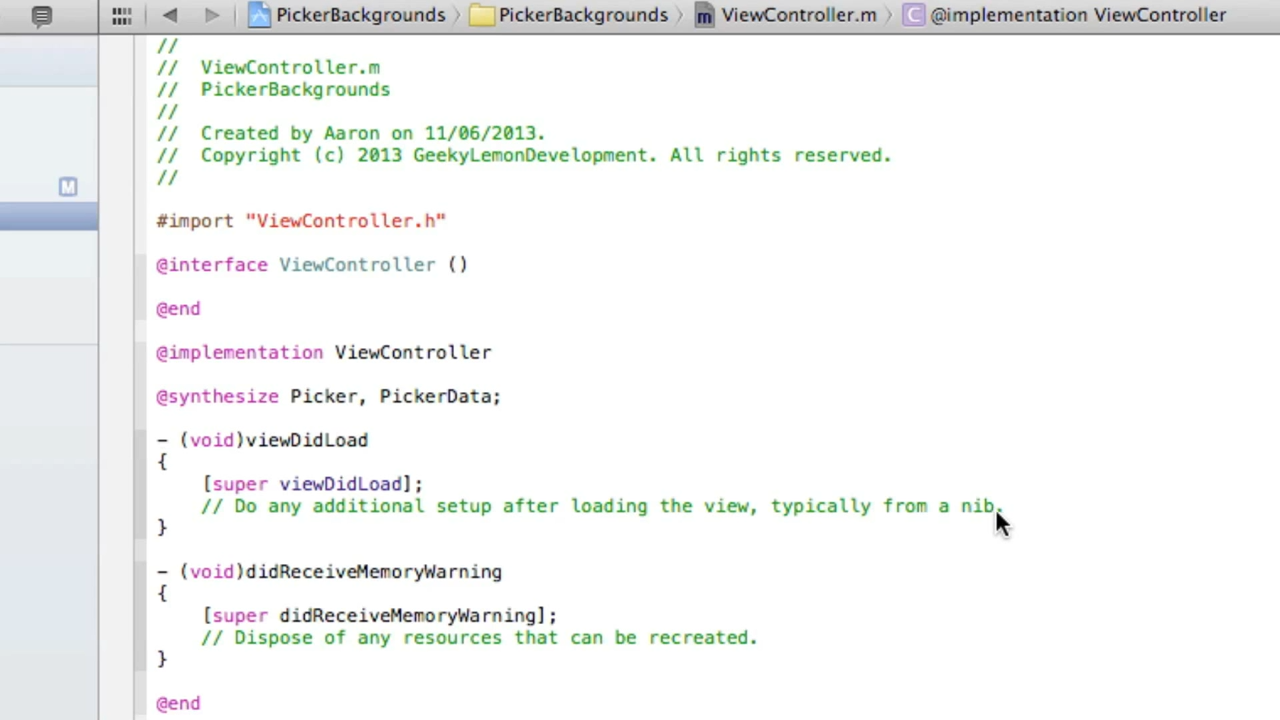 PickerBackgrounds PickerBackgrounds ViewController.m @implementation ViewController
//
//  ViewController.m
//  PickerBackgrounds
//
//  Created by Aaron on 11/06/2013.
//  Copyright (c) 2013 GeekyLemonDevelopment. All rights reserved.
//
M
#import "ViewController.h"
@interface ViewController ()
@end
@implementation ViewController
@synthesize Picker, PickerData;
- (void)viewDidLoad
{
    [super viewDidLoad];
    // Do any additional setup after loading the view, typically from a nib.
}
- (void)didReceiveMemoryWarning
{
    [super didReceiveMemoryWarning];
    // Dispose of any resources that can be recreated.
}
@end